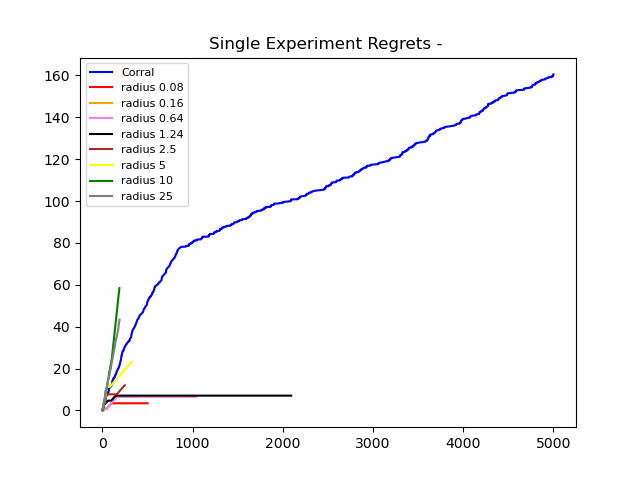 Single Experiment Regrets -
Corral
radius 0.08
radius 0.16
radius 0.64
radius 1.24
radius 2.5
radius 5
radius 10
radius 25
160
140
120
100
80
60
40
20
0
0 1000 2000 3000 4000 5000